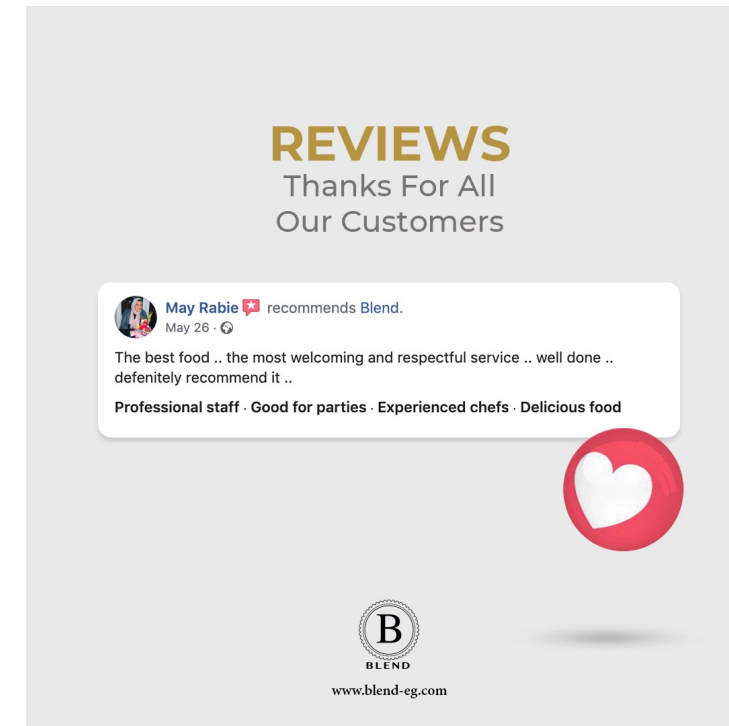 REVIEWS
Thanks For All
Our Customers
May Rabie recommends Blend.
May 26 ·
The best food .. the most welcoming and respectful service .. well done ..
defenitely recommend it ..
Professional staff · Good for parties · Experienced chefs · Delicious food
B
BLEND
www.blend-eg.com